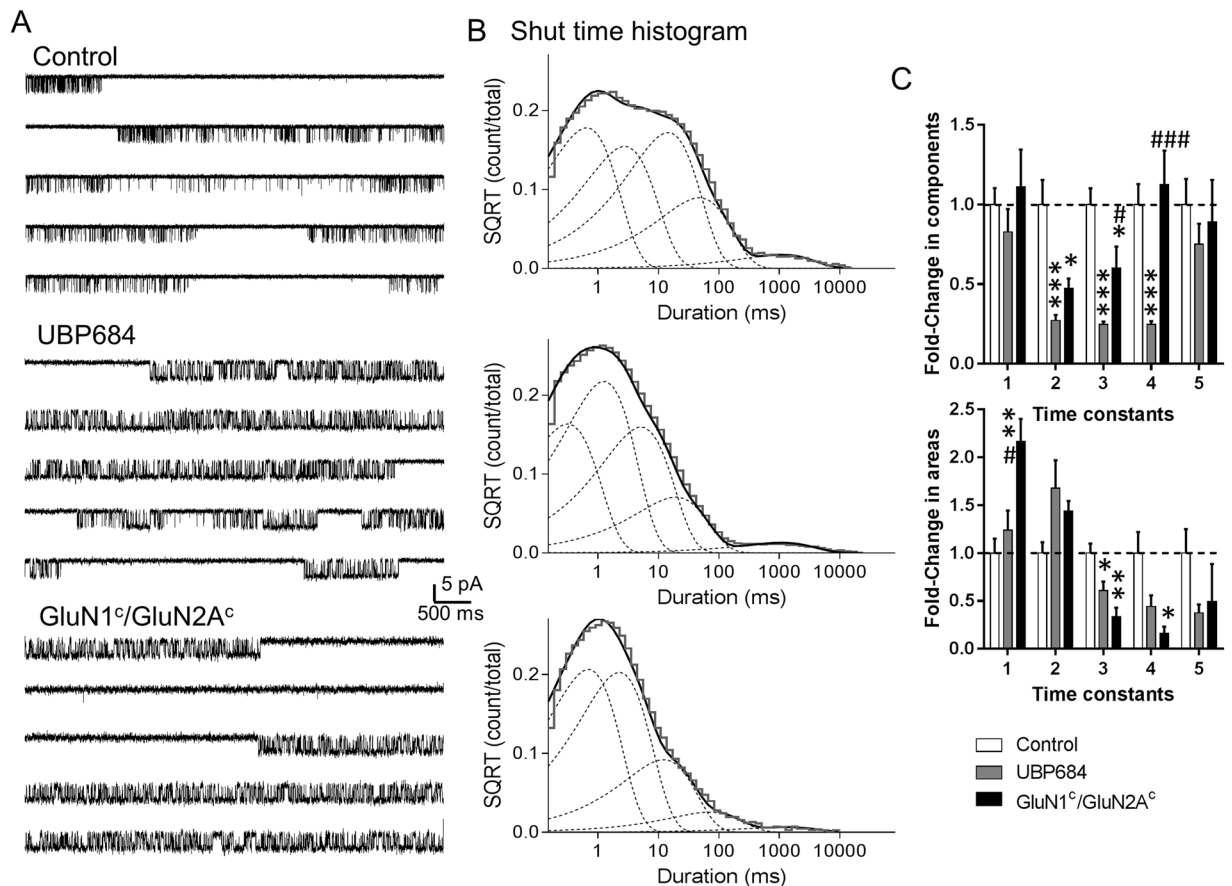 A
Control
UBP684
5 pA
500 ms
GluN1ᶜ/GluN2Aᶜ
B
Shut time histogram
SQRT (count/total)
0.2
0.1
0.0
1 10 100 1000 10000
Duration (ms)
SQRT (count/total)
0.2
0.1
0.0
1 10 100 1000 10000
Duration (ms)
SQRT (count/total)
0.2
0.1
0.0
1 10 100 1000 10000
Duration (ms)
C
Fold-Change in components
1.5
1.0
0.5
0.0
***
*
***
#
*
***
###
1 2 3 4 5
Time constants
Fold-Change in areas
2.5
2.0
1.5
1.0
0.5
0.0
**
#
*
**
*
1 2 3 4 5
Time constants
Control
UBP684
GluN1ᶜ/GluN2Aᶜ